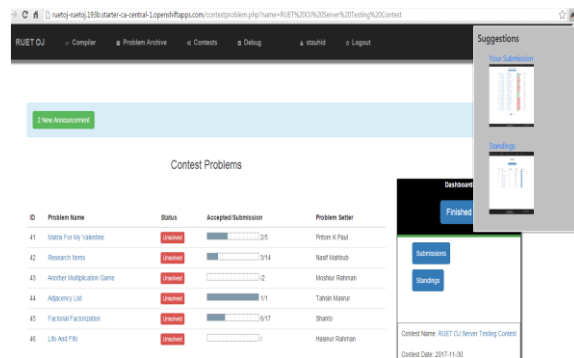 ruetoj-ruetoj.193b.starter-ca-central-1.openshiftapps.com/contestproblem.php?name=RUET%20OJ%20Server%20Testing%20Contest
RUET OJ Compiler Problem Archive Contests Debug stauhid Logout
Suggestions
Your Submission
Standings
2 New Announcement
Contest Problems
Dashboard
Finished
ID Problem Name Status Accepted/Submission Problem Setter
41 Matrix For My Valentine Unsolved 2/5 Pritom K Paul
42 Research Items Unsolved 3/14 Nasif Mahbub
43 Another Multiplication Game Unsolved /2 Moshiur Rahman
44 Adjacency List Unsolved 1/1 Tahsin Masrur
45 Factorial Factorization Unsolved 6/17 Shanto
46 Lifo And Fifo Unsolved / Hasinur Rahman
Submissions
Standings
Contest Name: RUET OJ Server Testing Contest
Contest Date: 2017-11-30